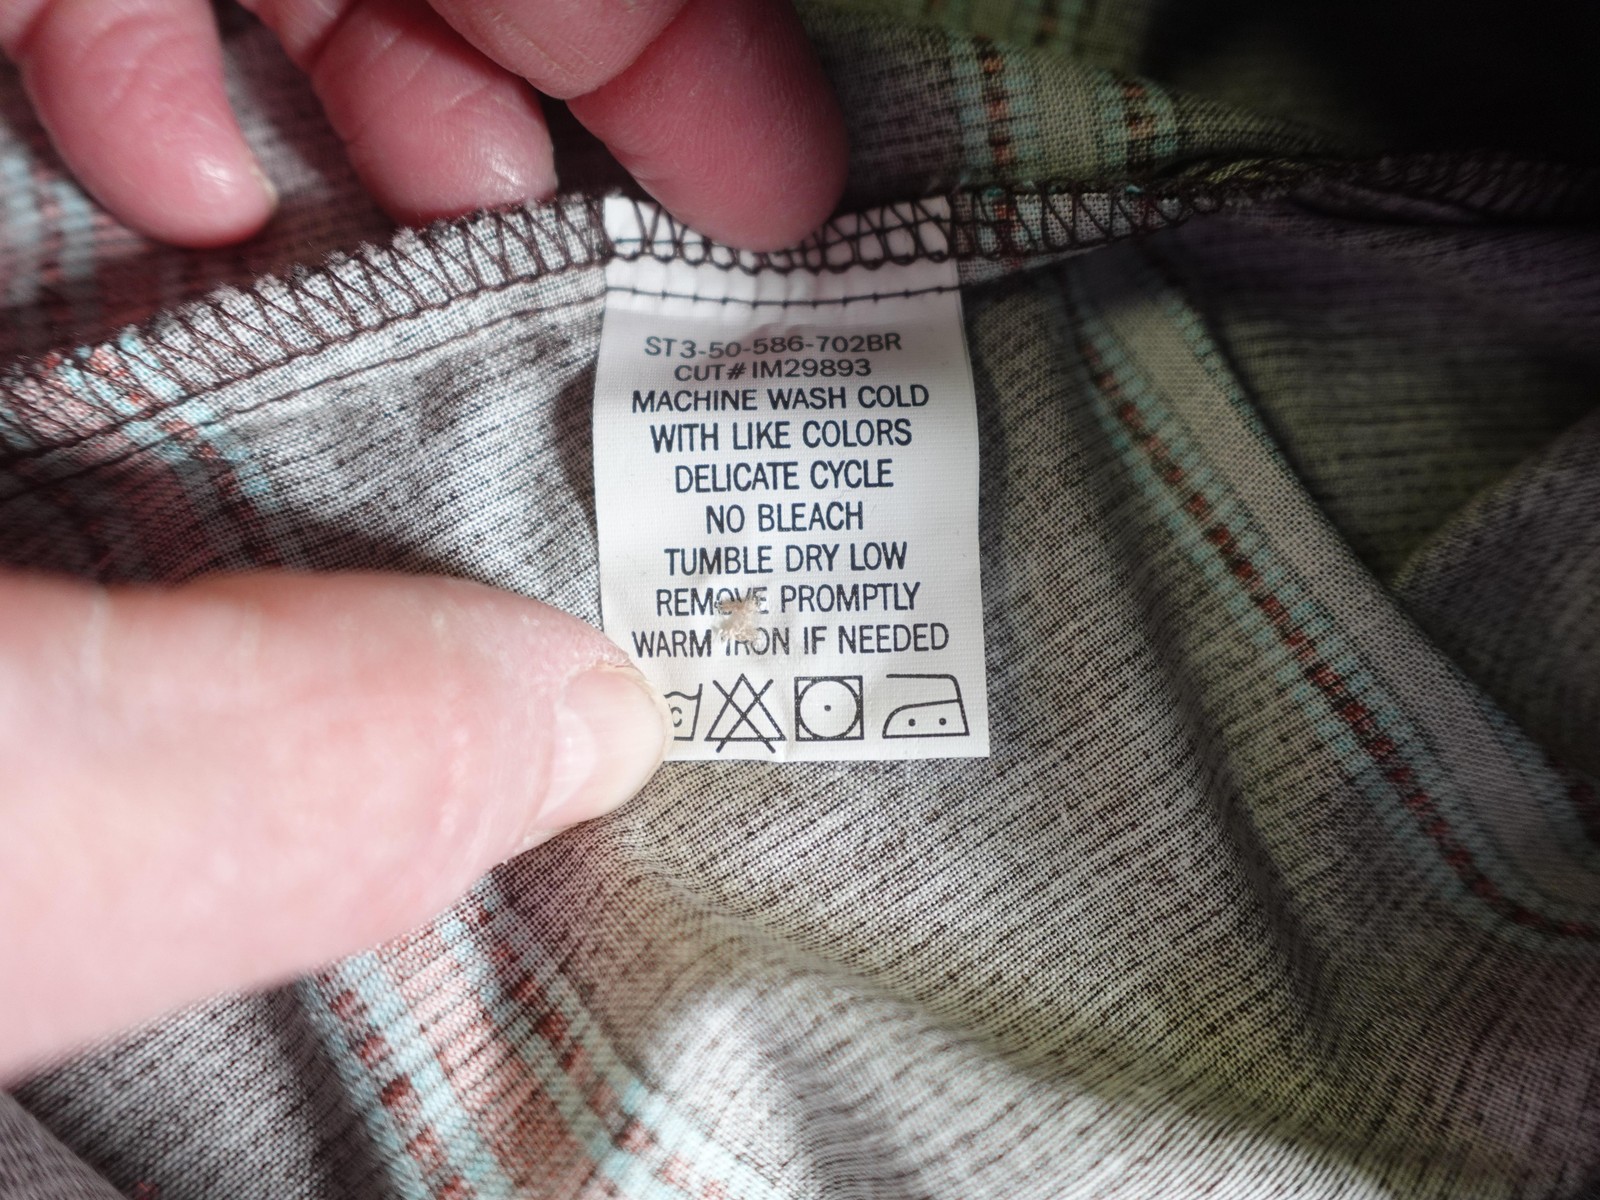 ST3-50-586-702BR
CUT# IM29893
MACHINE WASH COLD
WITH LIKE COLORS
DELICATE CYCLE
NO BLEACH
TUMBLE DRY LOW
REMOVE PROMPTLY
WARM IRON IF NEEDED
C